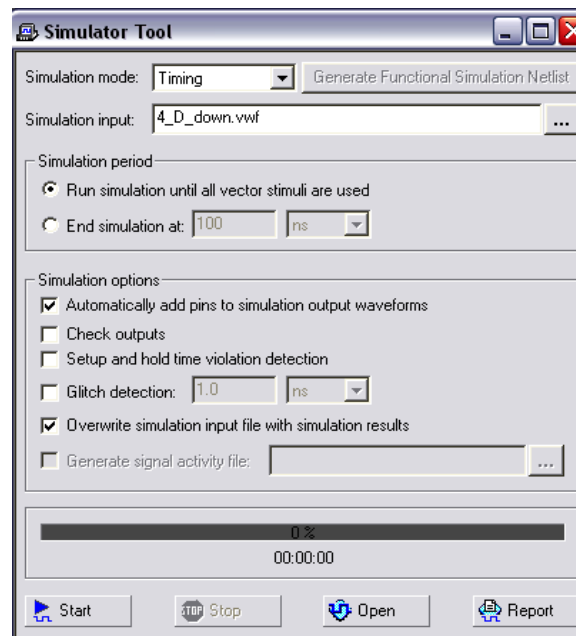 Simulator Tool
Simulation mode: Timing Generate Functional Simulation Netlist
Simulation input: 4_D_down.vwf ...
Simulation period
Run simulation until all vector stimuli are used
End simulation at: 100 ns
Simulation options
Automatically add pins to simulation output waveforms
Check outputs
Setup and hold time violation detection
Glitch detection: 1.0 ns
Overwrite simulation input file with simulation results
Generate signal activity file: ...
0 %
00:00:00
Start STOP Stop Open Report